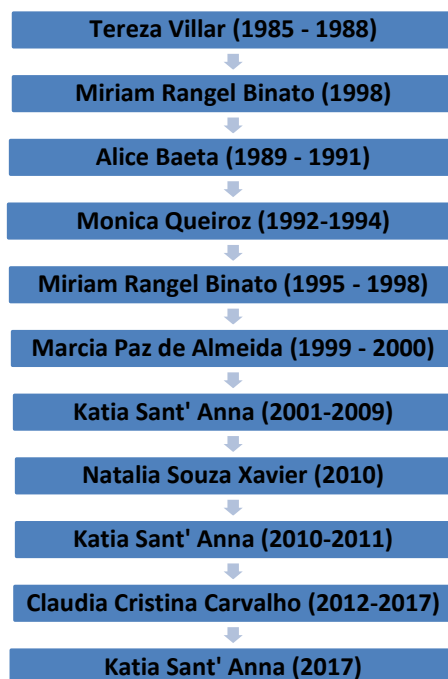 Tereza Villar (1985 - 1988)
Miriam Rangel Binato (1998)
Alice Baeta (1989 - 1991)
Monica Queiroz (1992-1994)
Miriam Rangel Binato (1995 - 1998)
Marcia Paz de Almeida (1999 - 2000)
Katia Sant' Anna (2001-2009)
Natalia Souza Xavier (2010)
Katia Sant' Anna (2010-2011)
Claudia Cristina Carvalho (2012-2017)
Katia Sant' Anna (2017)